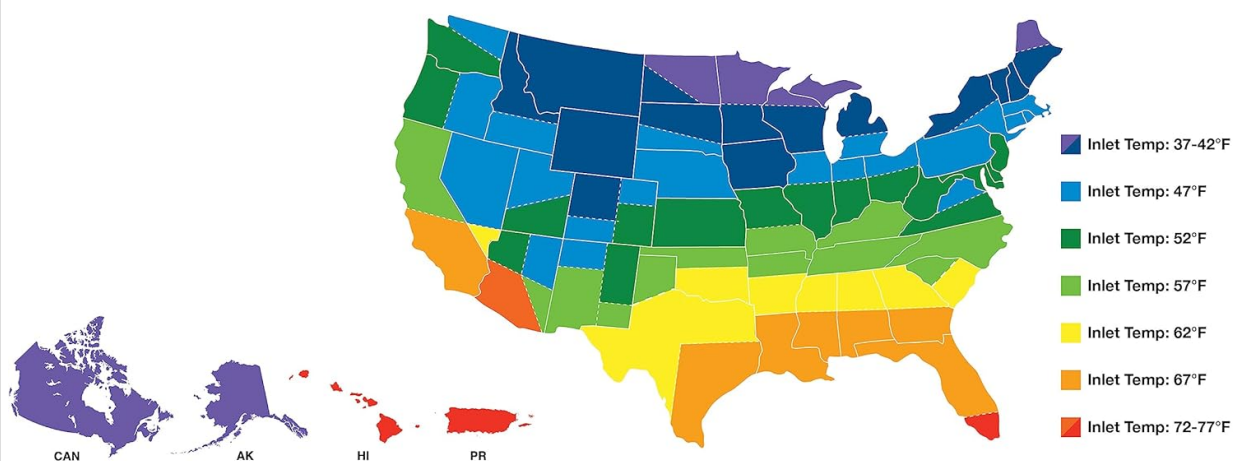 Inlet Temp: 37-42°F
Inlet Temp: 47°F
Inlet Temp: 52°F
Inlet Temp: 57°F
Inlet Temp: 62°F
Inlet Temp: 67°F
Inlet Temp: 72-77°F
CAN
AK
HI
PR